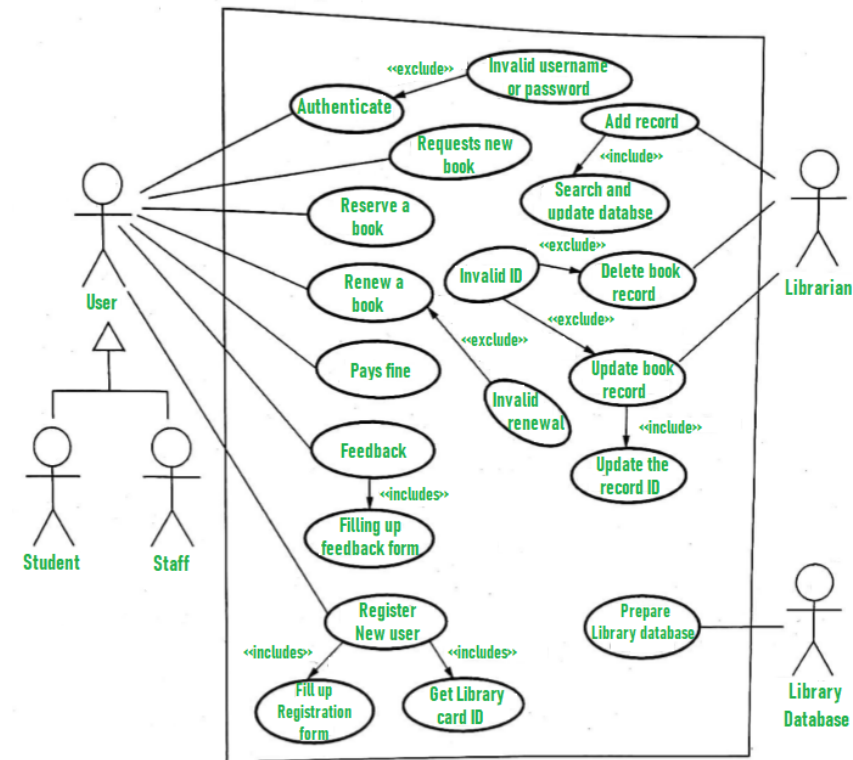 Invalid username
or password
«exclude»
Authenticate
Add record
«include»
Requests new
book
Search and
update databse
Reserve a
book
«exclude»
Invalid ID
Delete book
record
Librarian
User
Renew a
book
«exclude»
«exclude»
Pays fine
Update book
record
Invalid
renewal
«include»
Feedback
Update the
record ID
«includes»
Filling up
feedback form
Student
Staff
Register
New user
Prepare
Library database
«includes»
«includes»
Fill up
Registration
form
Get Library
card ID
Library
Database